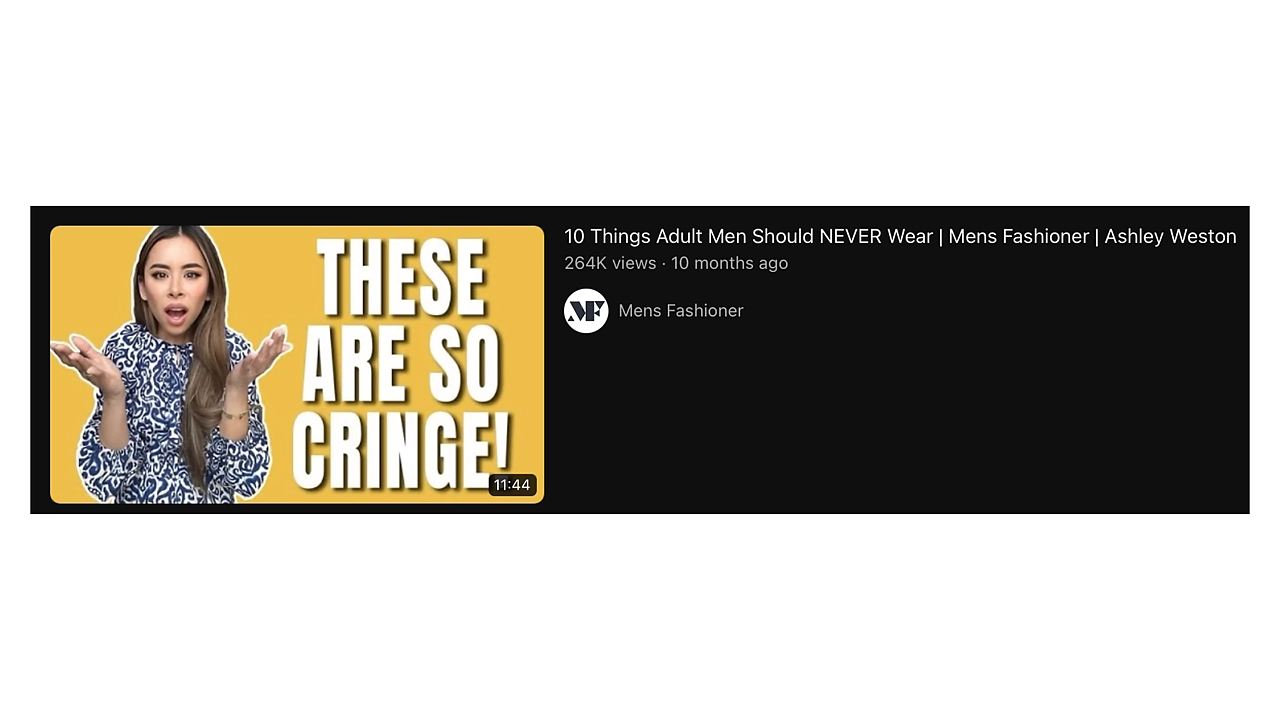 THESE
ARE SO
CRINGE!
11:44
10 Things Adult Men Should NEVER Wear | Mens Fashioner | Ashley Weston
264K views · 10 months ago
MF
Mens Fashioner